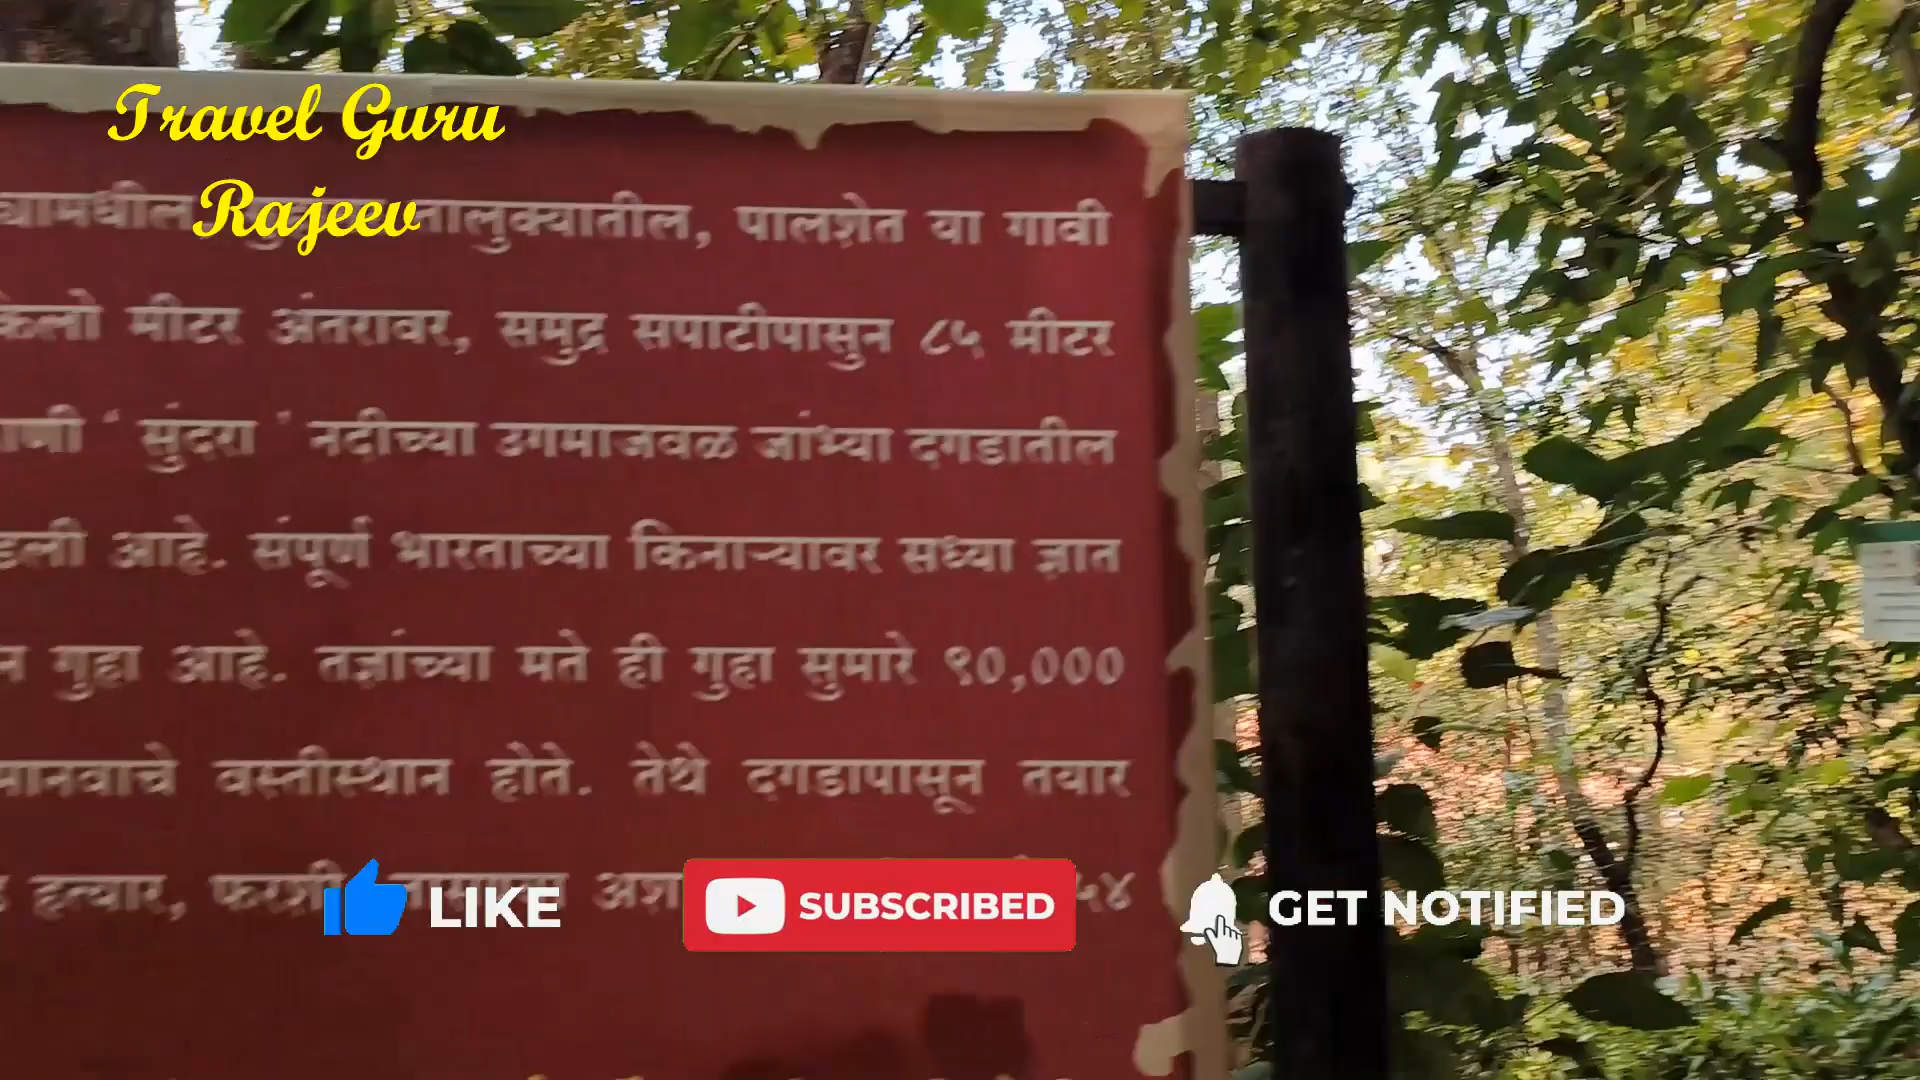 Travel Guru
Rajeev
तालुक्यातील, पालशेत या गावी
मीटर अंतरावर, समुद्र सपाटीपासुन ८५ मीटर
' सुंदरा ' नदीच्या उगमाजवळ जांभ्या दगडातील
आहे. संपूर्ण भारताच्या किनाऱ्यावर सध्या ज्ञात
गुहा आहे. तज्ञांच्या मते ही गुहा सुमारे ९०,०००
मानवाचे वस्तीस्थान होते. तेथे दगडापासून तयार
हत्यार, फरशी
LIKE
SUBSCRIBED
GET NOTIFIED